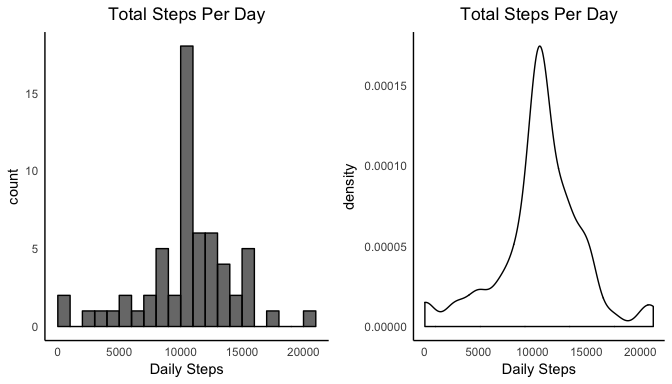 Total Steps Per Day
count
15
10
5
0
0 5000 10000 15000 20000
Daily Steps
Total Steps Per Day
density
0.00015
0.00010
0.00005
0.00000
0 5000 10000 15000 20000
Daily Steps